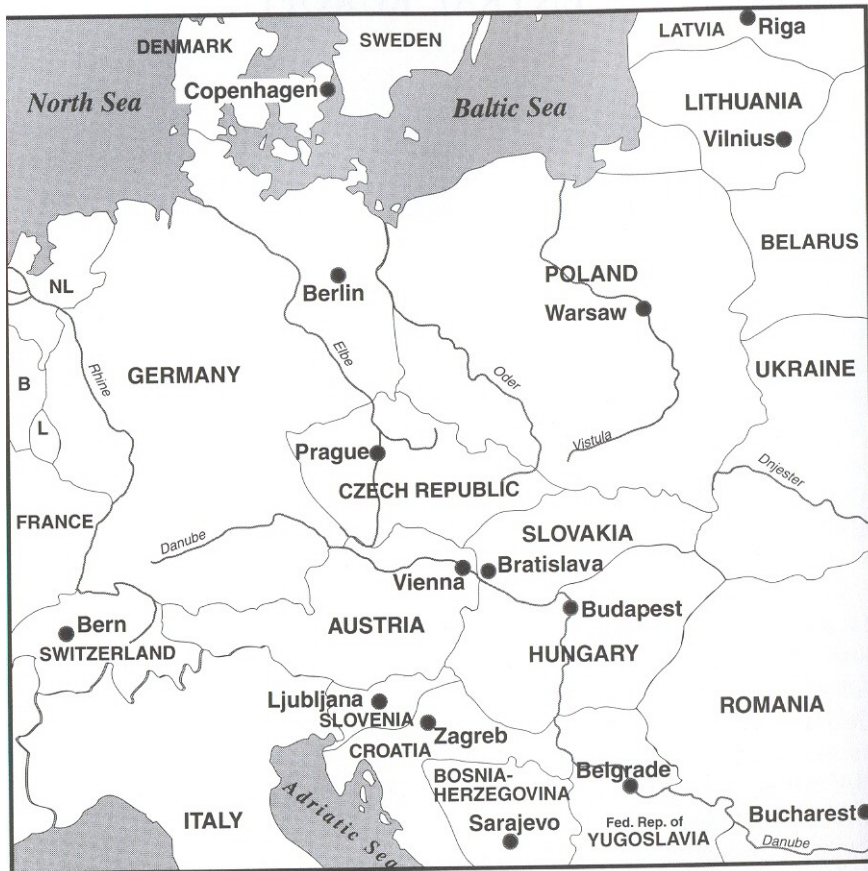 DENMARK
SWEDEN
LATVIA
Riga
North Sea
Copenhagen
Baltic Sea
LITHUANIA
Vilnius
BELARUS
NL
Berlin
POLAND
Warsaw
Rhine
GERMANY
Elbe
Oder
UKRAINE
B
L
Prague
Vistula
CZECH REPUBLIC
Dnjester
FRANCE
Danube
SLOVAKIA
Vienna
Bratislava
Bern
AUSTRIA
Budapest
SWITZERLAND
HUNGARY
Ljubljana
SLOVENIA
Zagreb
ROMANIA
CROATIA
BOSNIA-
HERZEGOVINA
Belgrade
ITALY
Adriatic Sea
Sarajevo
Fed. Rep. of
YUGOSLAVIA
Bucharest
Danube